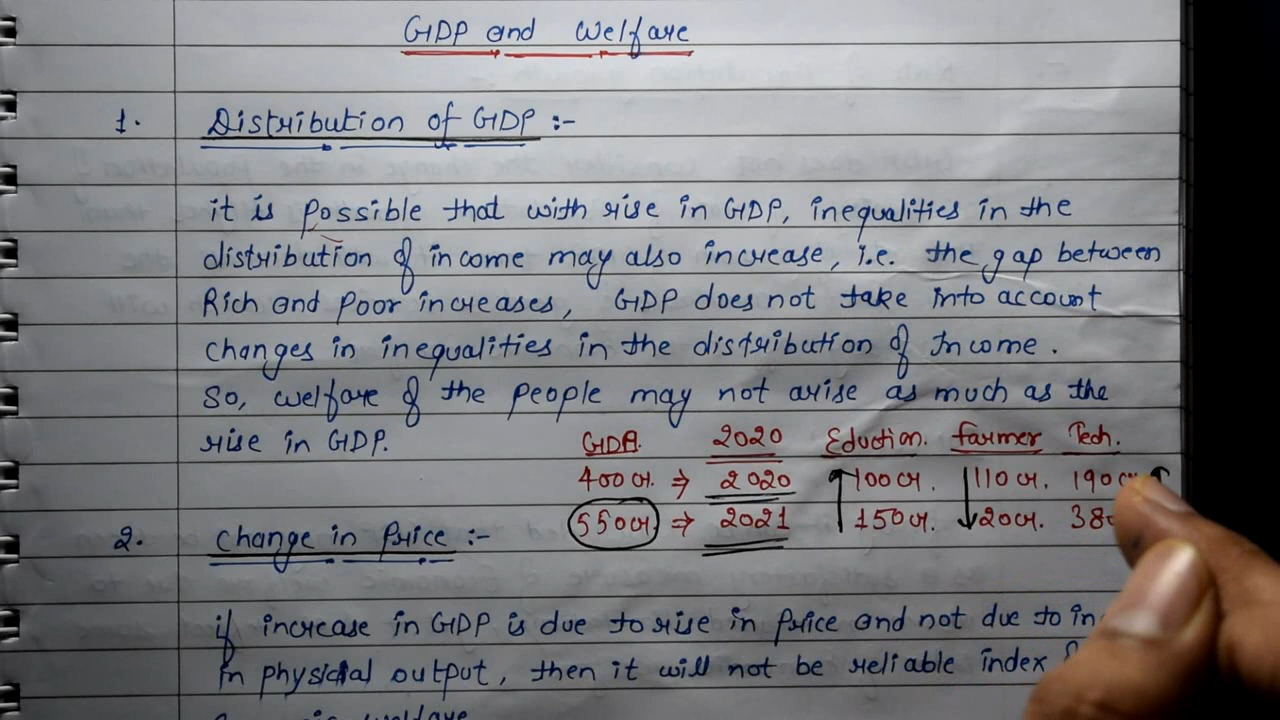 GDP and Welfare
1. Distribution of GDP :-
it is possible that with rise in GDP, inequalities in the
distribution of income may also increase, i.e. the gap between
Rich and poor increases, GDP does not take into account
changes in inequalities in the distribution of Income.
So, welfare of the people may not arise as much as the
rise in GDP.
2020 Eduction. farmer Tech.
400 cr. ⇒ 2020 ↑100 cr. ↓110 cr. 190
550 cr ⇒ 2021 150 cr. 20 cr. 38
2. Change in Price :-
if increase in GDP is due to rise in price and not due to in
In physical output, then it will not be reliable index
welfare